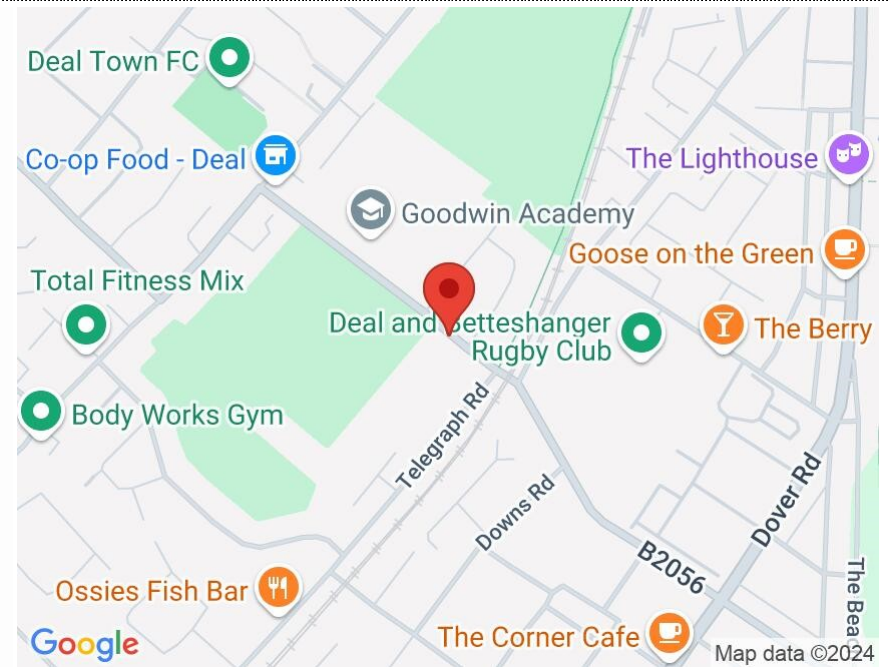 Deal Town FC
Co-op Food - Deal
The Lighthouse
Goodwin Academy
Goose on the Green
Total Fitness Mix
Deal and Betteshanger
Rugby Club
The Berry
Body Works Gym
Telegraph Rd
Downs Rd
Dover Rd
B2056
The Bea
Ossies Fish Bar
The Corner Cafe
Google
Map data ©2024